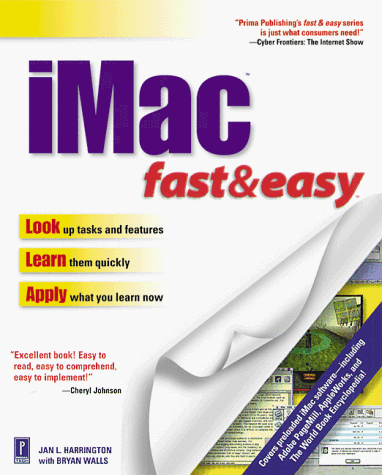 "Prima Publishing's fast & easy series
is just what consumers need!"
—Cyber Frontiers: The Internet Show
iMac™
fast&easy™
Look up tasks and features
Learn them quickly
Apply what you learn now
"Excellent book! Easy to
read, easy to comprehend,
easy to implement!"
—Cheryl Johnson
Covers preloaded iMac software—including
Adobe PageMill, AppleWorks, and
The World Book Encyclopedia!
P
JAN L. HARRINGTON
with BRYAN WALLS